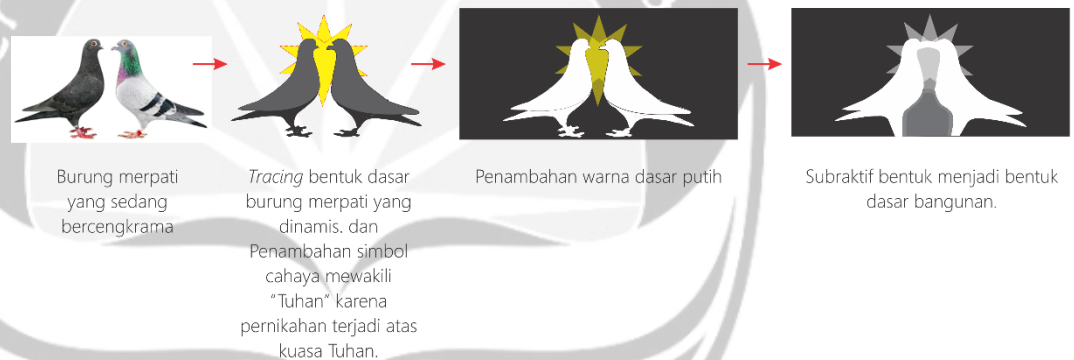 Burung merpati
yang sedang
bercengkrama
Tracing bentuk dasar
burung merpati yang
dinamis. dan
Penambahan simbol
cahaya mewakili
“Tuhan” karena
pernikahan terjadi atas
kuasa Tuhan.
Penambahan warna dasar putih
Subraktif bentuk menjadi bentuk
dasar bangunan.